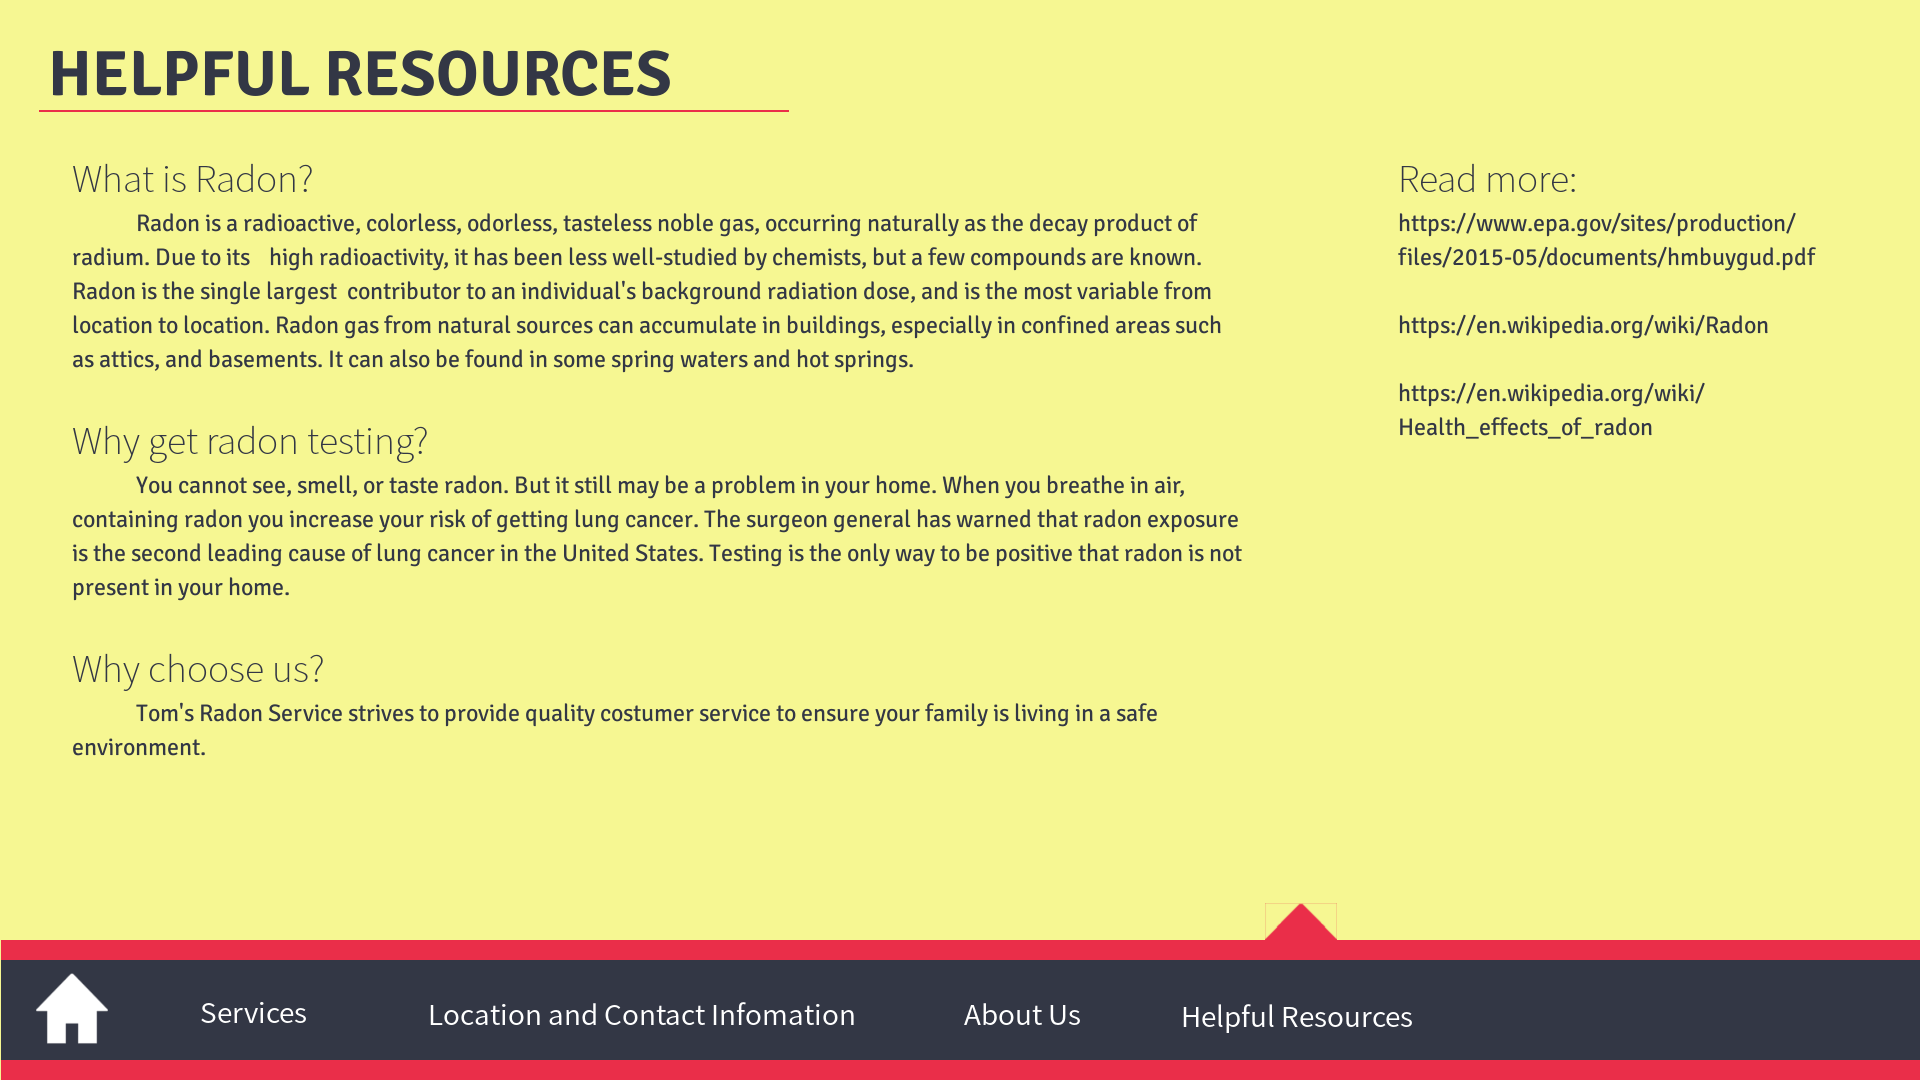 HELPFUL RESOURCES
What is Radon?
Radon is a radioactive, colorless, odorless, tasteless noble gas, occurring naturally as the decay product of
radium. Due to its high radioactivity, it has been less well-studied by chemists, but a few compounds are known.
Radon is the single largest contributor to an individual's background radiation dose, and is the most variable from
location to location. Radon gas from natural sources can accumulate in buildings, especially in confined areas such
as attics, and basements. It can also be found in some spring waters and hot springs.
Why get radon testing?
You cannot see, smell, or taste radon. But it still may be a problem in your home. When you breathe in air,
containing radon you increase your risk of getting lung cancer. The surgeon general has warned that radon exposure
is the second leading cause of lung cancer in the United States. Testing is the only way to be positive that radon is not
present in your home.
Why choose us?
Tom's Radon Service strives to provide quality costumer service to ensure your family is living in a safe
environment.
Read more:
https://www.epa.gov/sites/production/
files/2015-05/documents/hmbuygud.pdf
https://en.wikipedia.org/wiki/Radon
https://en.wikipedia.org/wiki/
Health_effects_of_radon
Services
Location and Contact Infomation
About Us
Helpful Resources